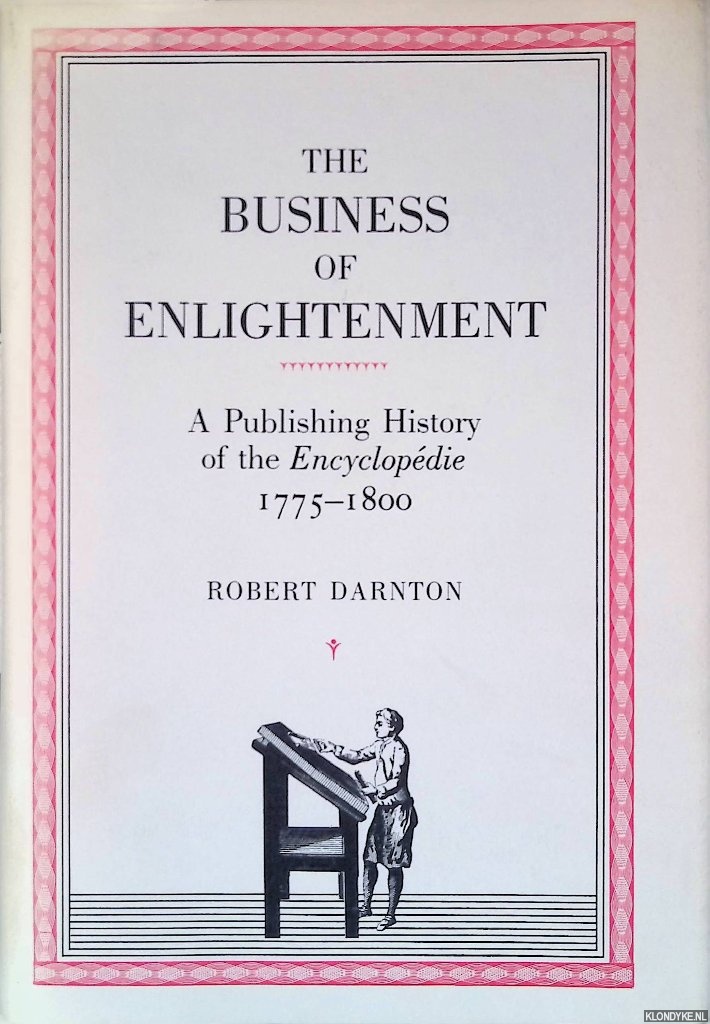 THE
BUSINESS
OF
ENLIGHTENMENT
A Publishing History
of the Encyclopédie
1775–1800
ROBERT DARNTON
KLONDYKE.NL